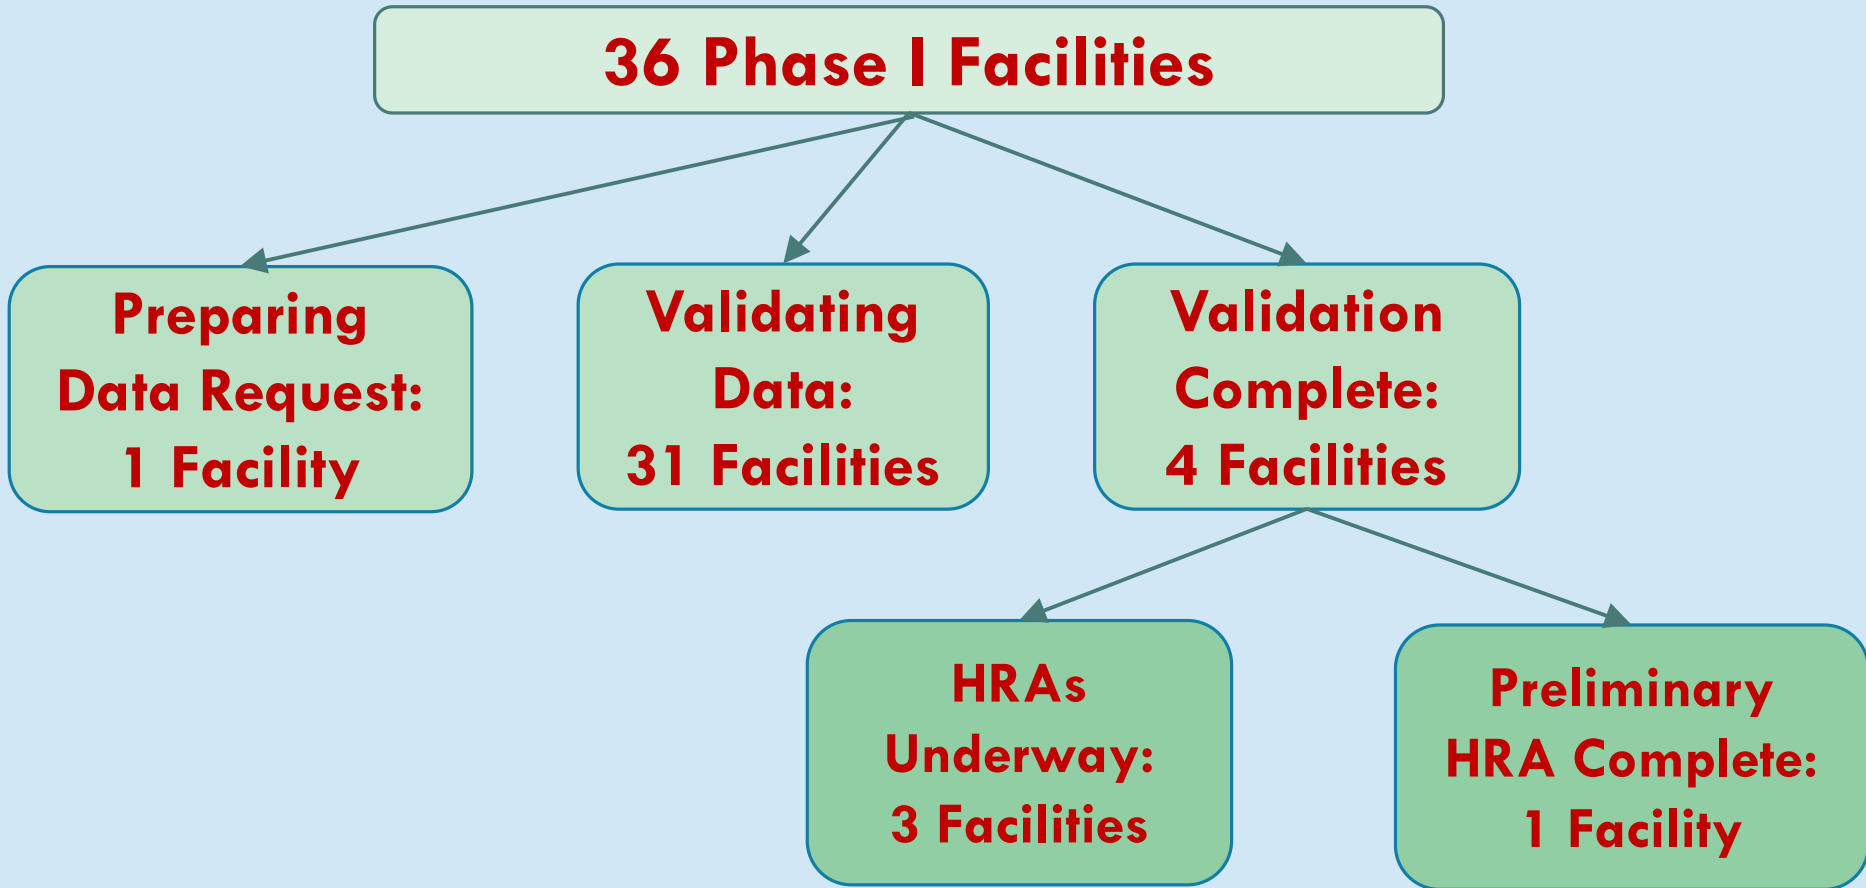 36 Phase I Facilities
Preparing
Data Request:
1 Facility
Validating
Data:
31 Facilities
Validation
Complete:
4 Facilities
HRAs
Underway:
3 Facilities
Preliminary
HRA Complete:
1 Facility